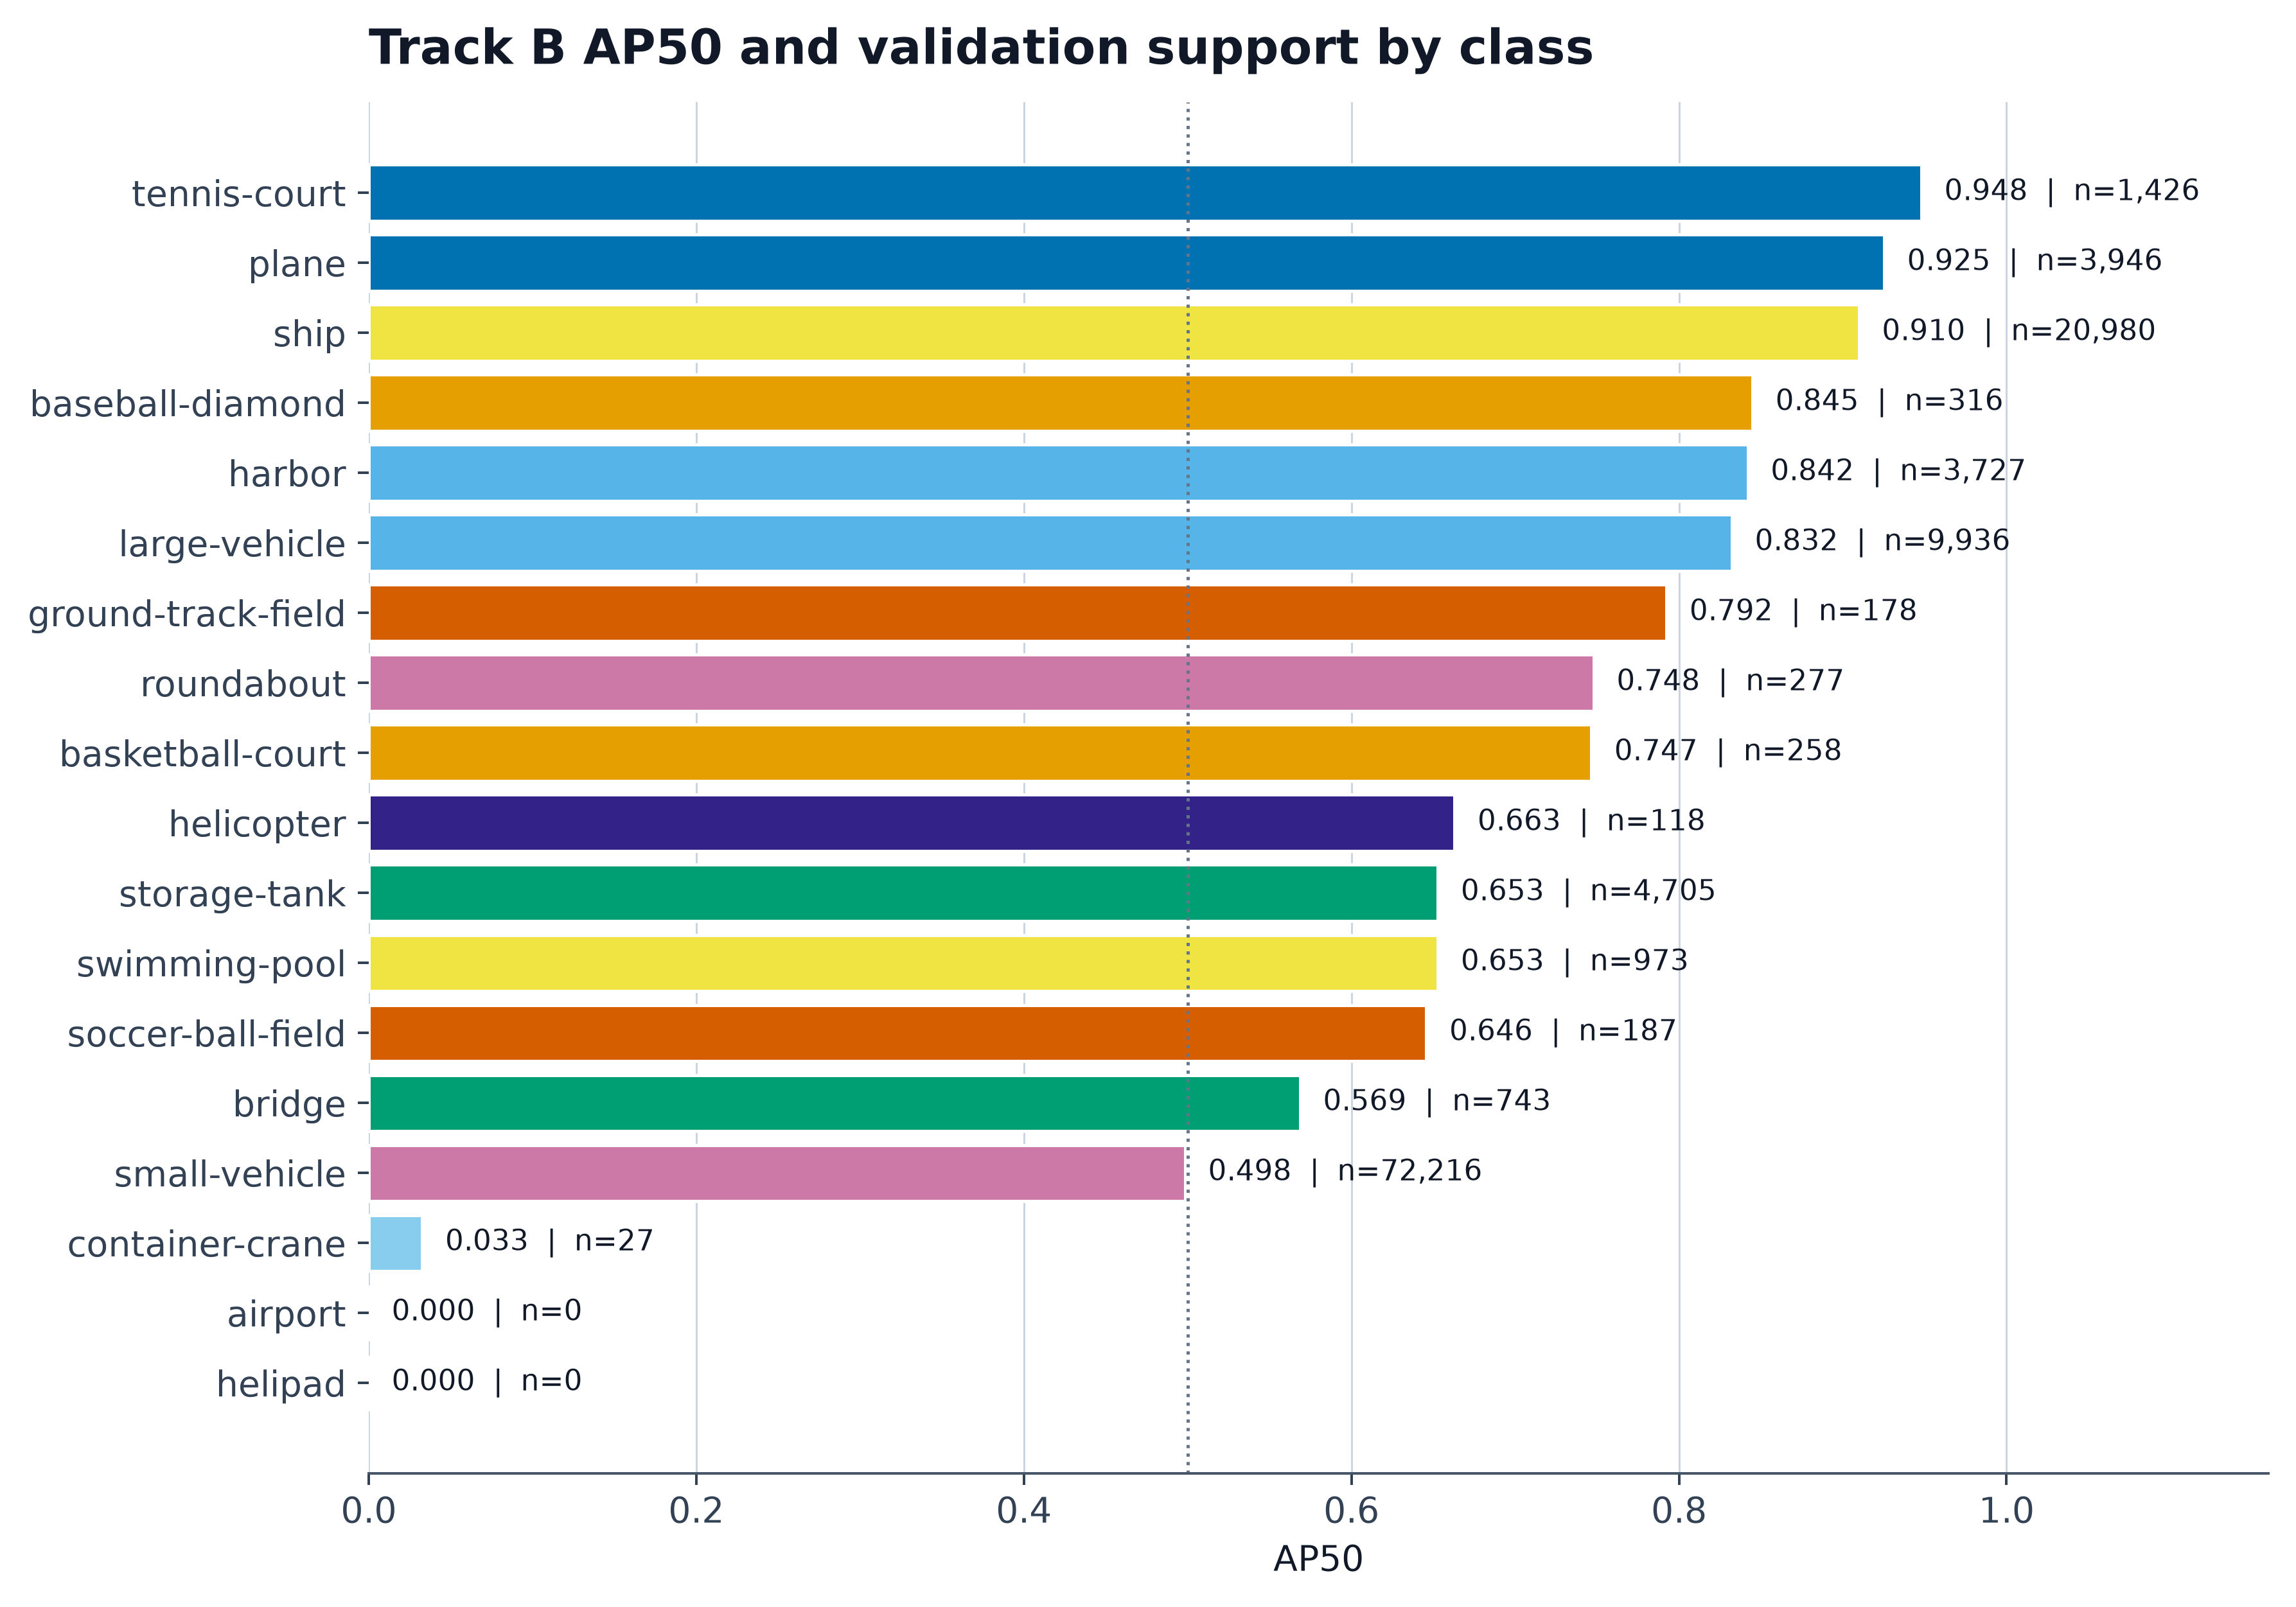 Track B AP50 and validation support by class
tennis-court 0.948 | n=1,426
plane 0.925 | n=3,946
ship 0.910 | n=20,980
baseball-diamond 0.845 | n=316
harbor 0.842 | n=3,727
large-vehicle 0.832 | n=9,936
ground-track-field 0.792 | n=178
roundabout 0.748 | n=277
basketball-court 0.747 | n=258
helicopter 0.663 | n=118
storage-tank 0.653 | n=4,705
swimming-pool 0.653 | n=973
soccer-ball-field 0.646 | n=187
bridge 0.569 | n=743
small-vehicle 0.498 | n=72,216
container-crane 0.033 | n=27
airport 0.000 | n=0
helipad 0.000 | n=0
0.0 0.2 0.4 0.6 0.8 1.0
AP50